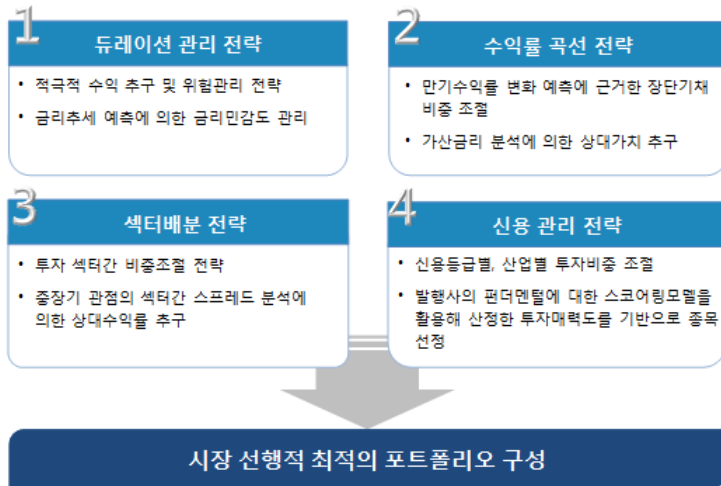 1
듀레이션 관리 전략
• 적극적 수익 추구 및 위험관리 전략
• 금리추세 예측에 의한 금리민감도 관리
2
수익률 곡선 전략
• 만기수익률 변화 예측에 근거한 장단기채
비중 조절
• 가산금리 분석에 의한 상대가치 추구
3
섹터배분 전략
• 투자 섹터간 비중조절 전략
• 중장기 관점의 섹터간 스프레드 분석에
의한 상대수익률 추구
4
신용 관리 전략
• 신용등급별, 산업별 투자비중 조절
• 발행사의 펀더멘털에 대한 스코어링모델을
활용해 산정한 투자매력도를 기반으로 종목
선정
시장 선행적 최적의 포트폴리오 구성